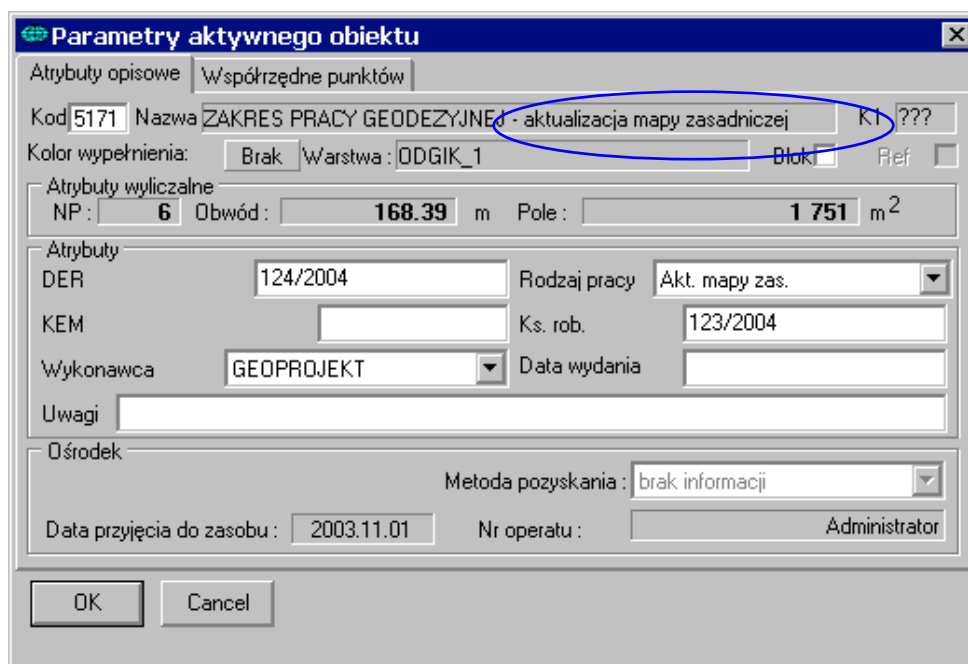 Parametry aktywnego obiektu
Atrybuty opisowe Współrzędne punktów
Kod 5171 Nazwa ZAKRES PRACY GEODEZYJNEJ - aktualizacja mapy zasadniczej K1 ???
Kolor wypełnienia: Brak Warstwa : ODGIK_1 Blok Ref
Atrybuty wyliczalne
NP : 6 Obwód : 168.39 m Pole : 1 751 m2
Atrybuty
DER 124/2004 Rodzaj pracy Akt. mapy zas.
KEM Ks. rob. 123/2004
Wykonawca GEOPROJEKT Data wydania
Uwagi
Ośrodek
Metoda pozyskania : brak informacji
Data przyjęcia do zasobu : 2003.11.01 Nr operatu : Administrator
OK Cancel